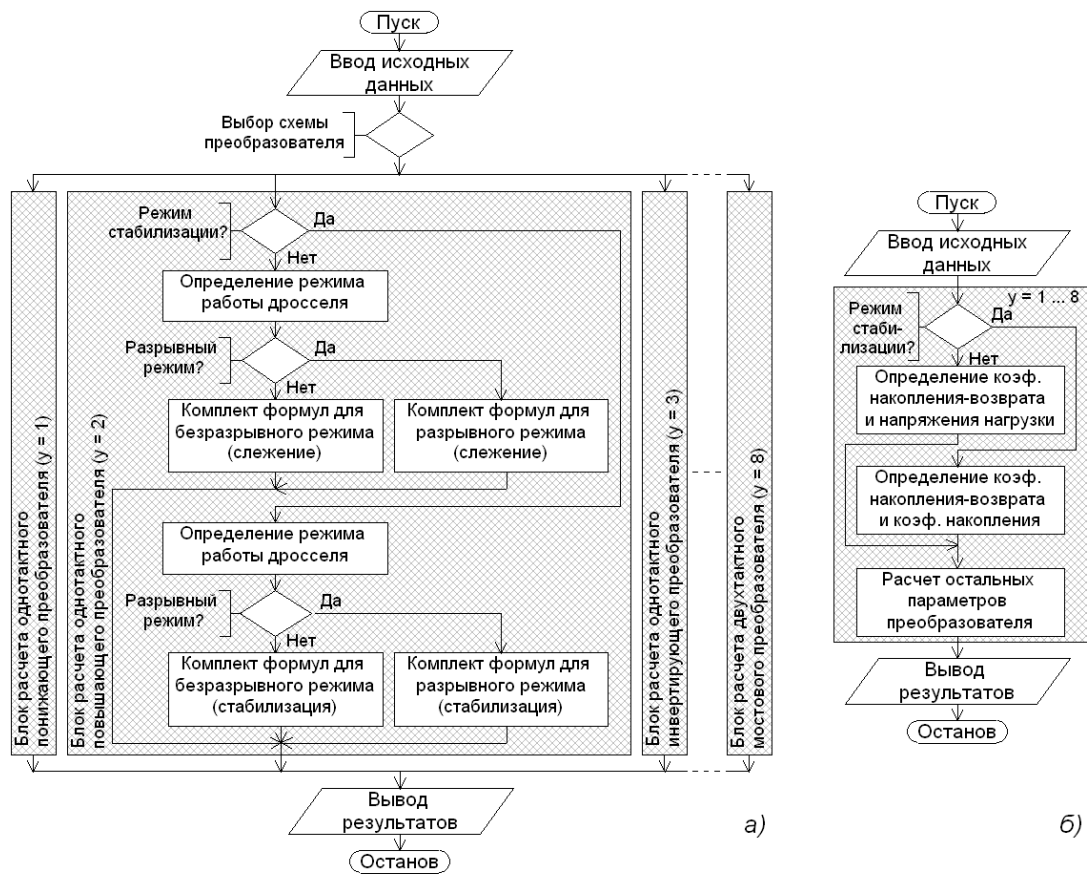 Пуск
Ввод исходных
данных
Выбор схемы
преобразователя
Блок расчета однотактного
понижающего преобразователя (y = 1)
Блок расчета однотактного
повышающего преобразователя (y = 2)
Режим
стабилизации?
Да
Нет
Определение режима
работы дросселя
Разрывный
режим?
Да
Нет
Комплект формул для
безразрывного режима
(слежение)
Комплект формул для
разрывного режима
(слежение)
Определение режима
работы дросселя
Разрывный
режим?
Да
Нет
Комплект формул для
безразрывного режима
(стабилизация)
Комплект формул для
разрывного режима
(стабилизация)
Блок расчета однотактного
инвертирующего преобразователя (y = 3)
Блок расчета двухтактного
мостового преобразователя (y = 8)
Вывод
результатов
Останов
а)
Пуск
Ввод исходных
данных
y = 1 ... 8
Режим
стаби-
лизации?
Да
Нет
Определение коэф.
накопления-возврата
и напряжения нагрузки
Определение коэф.
накопления-возврата
и коэф. накопления
Расчет остальных
параметров
преобразователя
Вывод
результатов
Останов
б)